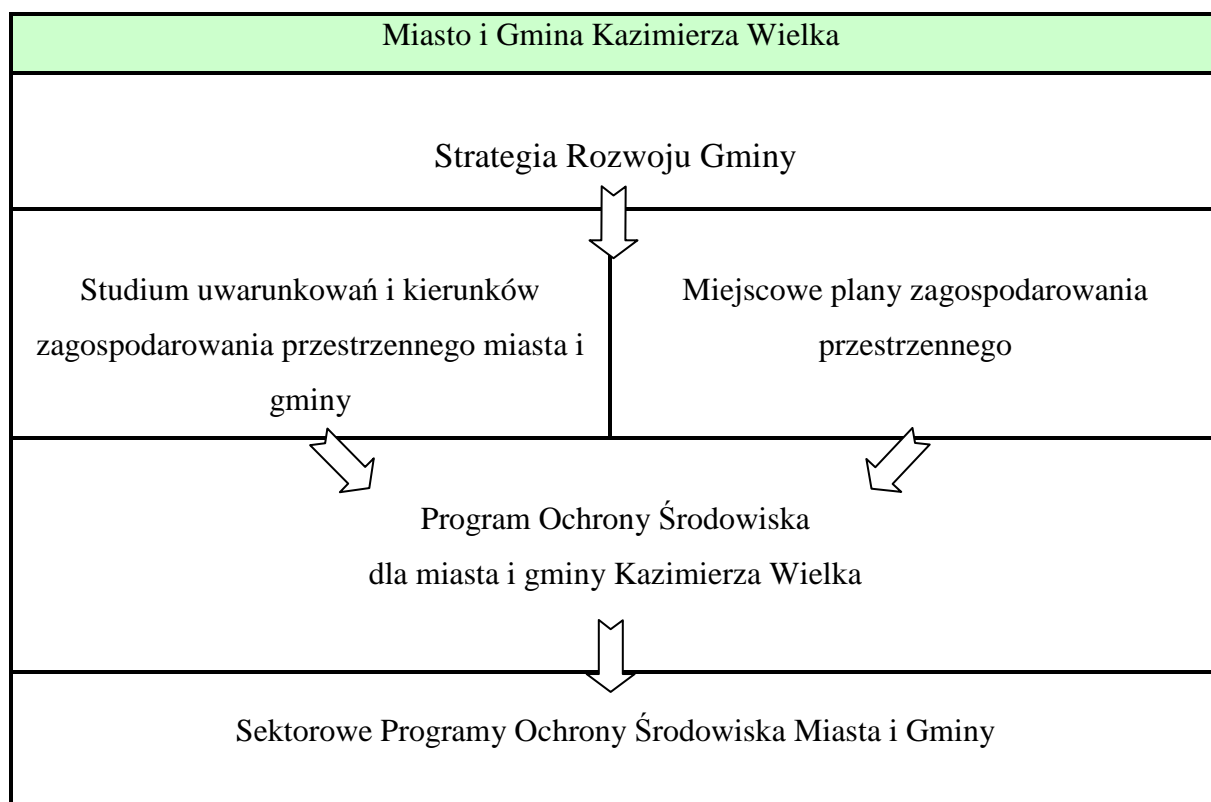 Miasto i Gmina Kazimierza Wielka
Strategia Rozwoju Gminy
Studium uwarunkowań i kierunków
zagospodarowania przestrzennego miasta i
gminy
Miejscowe plany zagospodarowania
przestrzennego
Program Ochrony Środowiska
dla miasta i gminy Kazimierza Wielka
Sektorowe Programy Ochrony Środowiska Miasta i Gminy